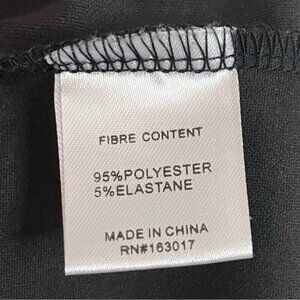 FIBRE CONTENT
95%POLYESTER
5%ELASTANE
MADE IN CHINA
RN#163017